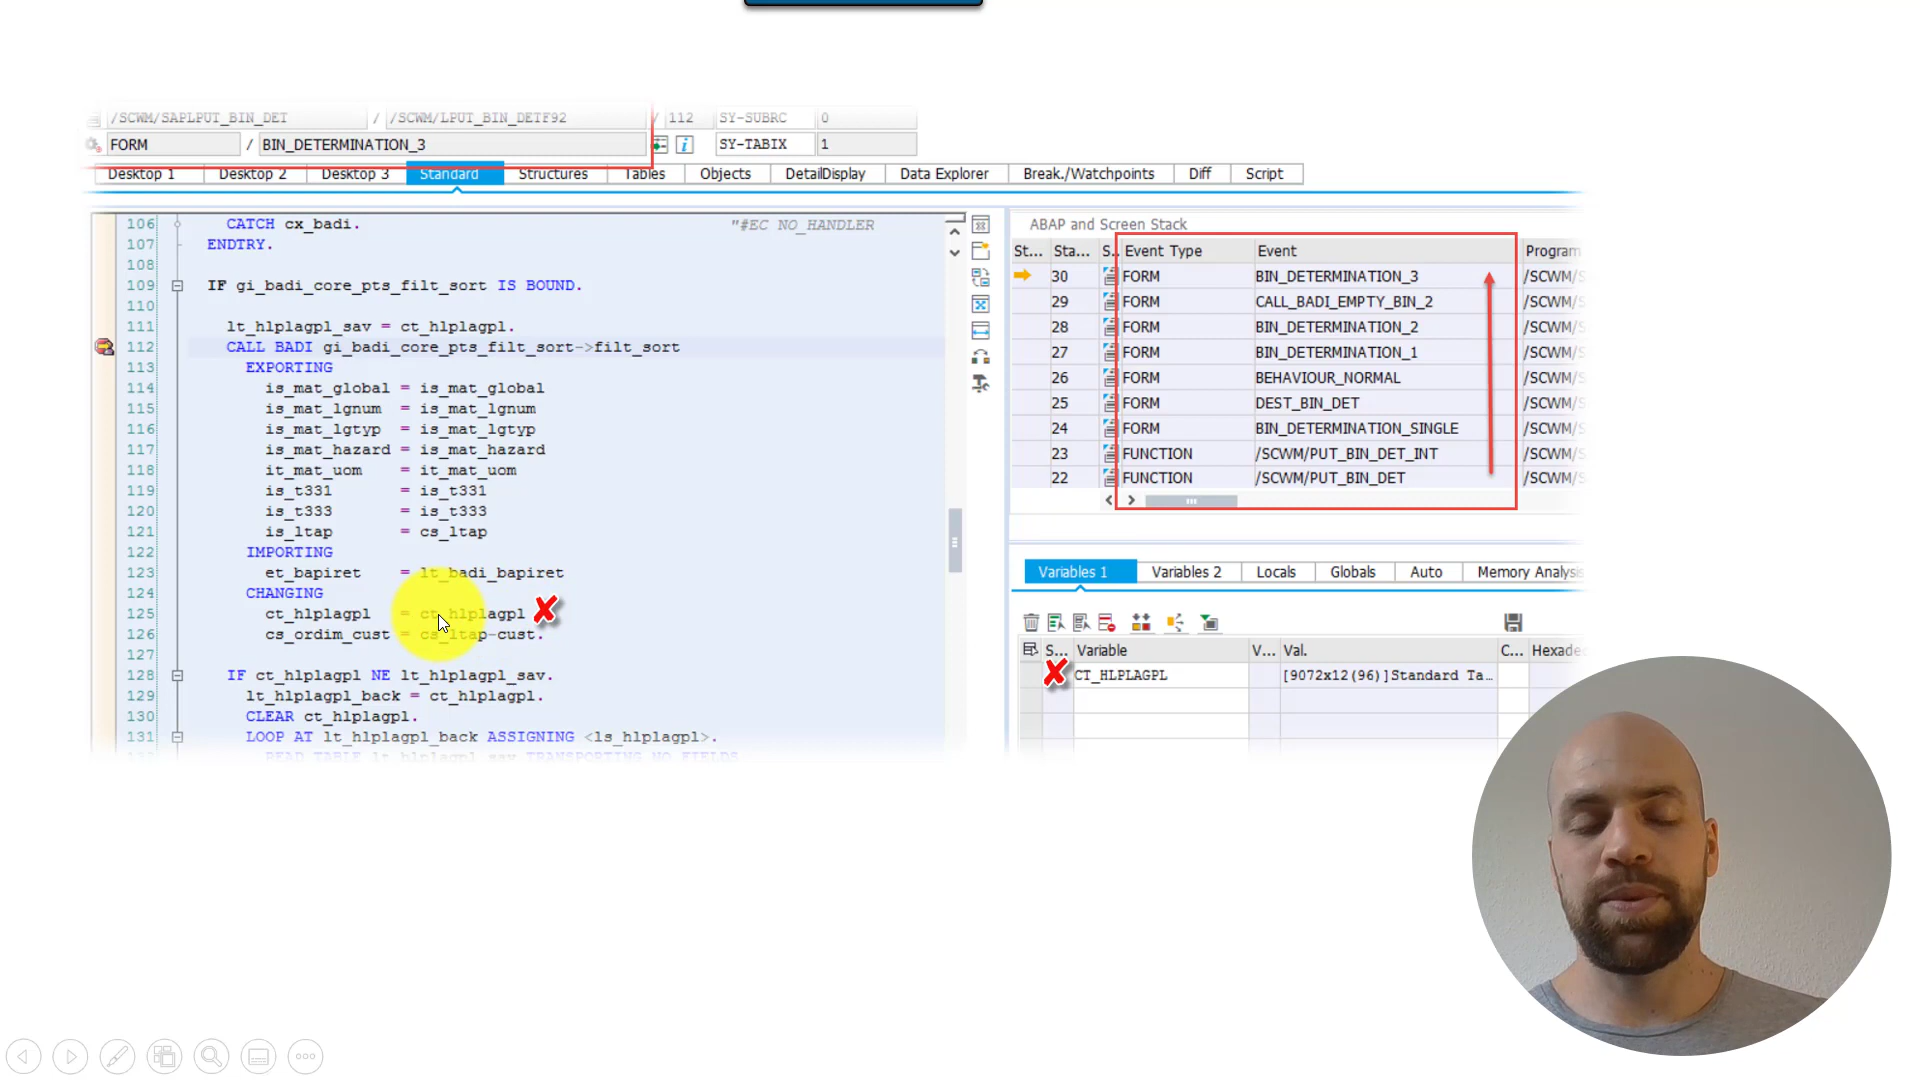 /SCWM/SAPLPUT_BIN_DET / /SCWM/LPUT_BIN_DETF92 / 112 SY-SUBRC 0
FORM / BIN_DETERMINATION_3 SY-TABIX 1
Desktop 1 Desktop 2 Desktop 3 Standard Structures Tables Objects DetailDisplay Data Explorer Break./Watchpoints Diff Script
106 CATCH cx_badi. "#EC NO_HANDLER
107 ENDTRY.
108
109 IF gi_badi_core_pts_filt_sort IS BOUND.
110
111 lt_hlplagpl_sav = ct_hlplagpl.
112 CALL BADI gi_badi_core_pts_filt_sort->filt_sort
113 EXPORTING
114 is_mat_global = is_mat_global
115 is_mat_lgnum = is_mat_lgnum
116 is_mat_lgtyp = is_mat_lgtyp
117 is_mat_hazard = is_mat_hazard
118 it_mat_uom = it_mat_uom
119 is_t331 = is_t331
120 is_t333 = is_t333
121 is_ltap = cs_ltap
122 IMPORTING
123 et_bapiret = lt_badi_bapiret
124 CHANGING
125 ct_hlplagpl = ct_hlplagpl
126 cs_ordim_cust = cs_ltap-cust.
127
128 IF ct_hlplagpl NE lt_hlplagpl_sav.
129 lt_hlplagpl_back = ct_hlplagpl.
130 CLEAR ct_hlplagpl.
131 LOOP AT lt_hlplagpl_back ASSIGNING <ls_hlplagpl>.
132 READ TABLE lt_hlplagpl_sav TRANSPORTING NO FIELDS
ABAP and Screen Stack
St... Sta... S.. Event Type Event Program
30 FORM BIN_DETERMINATION_3 /SCWM/S
29 FORM CALL_BADI_EMPTY_BIN_2 /SCWM/S
28 FORM BIN_DETERMINATION_2 /SCWM/S
27 FORM BIN_DETERMINATION_1 /SCWM/S
26 FORM BEHAVIOUR_NORMAL /SCWM/S
25 FORM DEST_BIN_DET /SCWM/S
24 FORM BIN_DETERMINATION_SINGLE /SCWM/S
23 FUNCTION /SCWM/PUT_BIN_DET_INT /SCWM/S
22 FUNCTION /SCWM/PUT_BIN_DET /SCWM/S
Variables 1 Variables 2 Locals Globals Auto Memory Analysis
S... Variable V... Val. C... Hexade
CT_HLPLAGPL [9072x12(96)]Standard Ta...